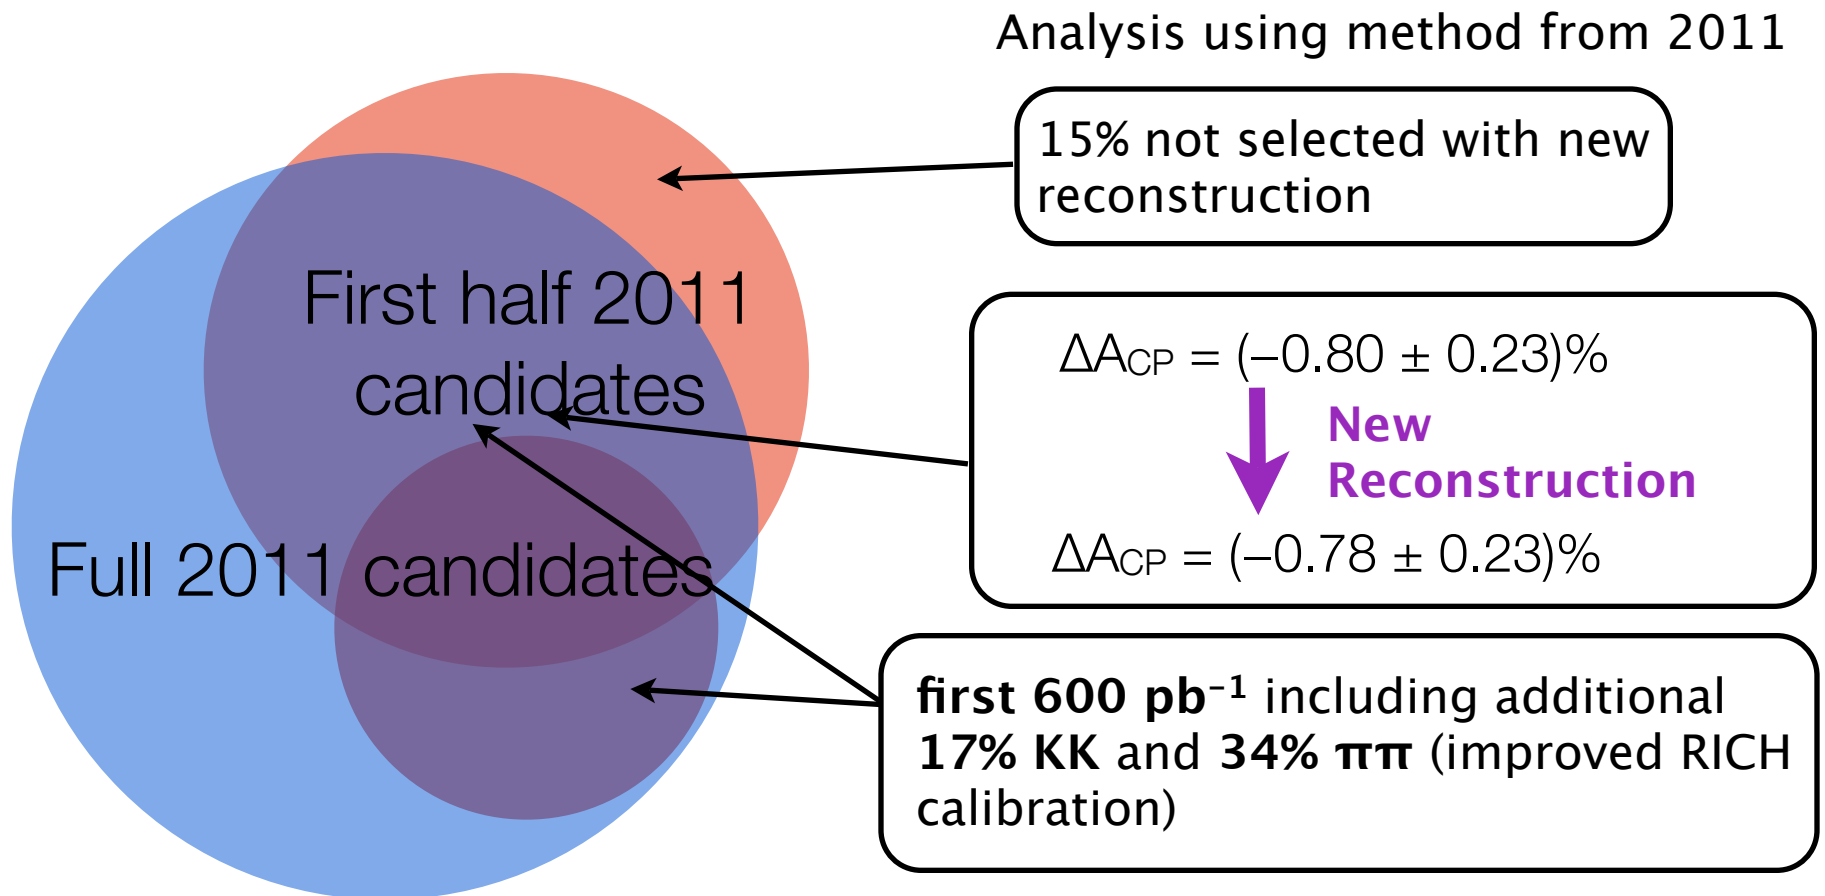 Analysis using method from 2011
15% not selected with new
reconstruction
First half 2011
candidates
ΔACP = (–0.80 ± 0.23)%
New
Reconstruction
ΔACP = (–0.78 ± 0.23)%
Full 2011 candidates
first 600 pb⁻¹ including additional
17% KK and 34% ππ (improved RICH
calibration)